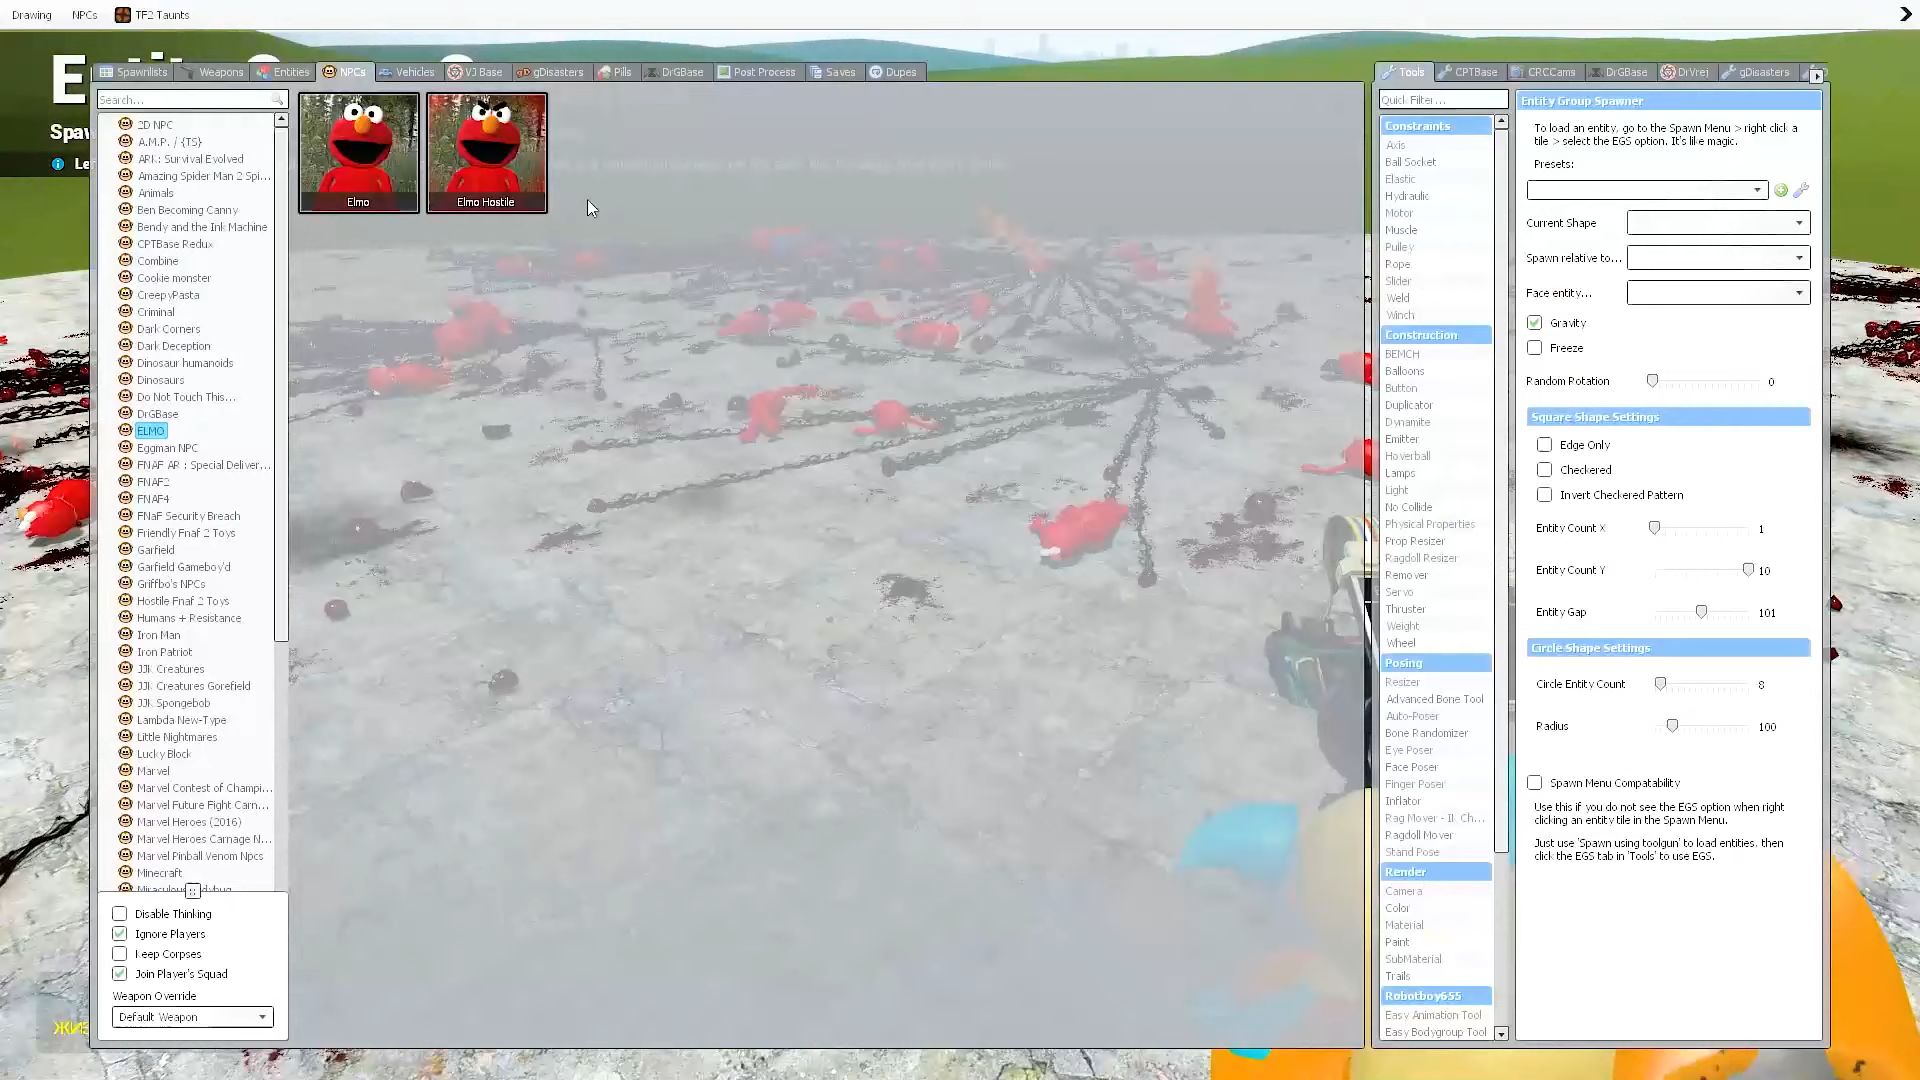 Drawing
NPCs
TF2 Taunts
Spawnlists
Weapons
Entities
NPCs
Vehicles
VJ Base
gDisasters
Pills
DrGBase
Post Process
Saves
Dupes
Search...
2D NPC
A.M.P. / {TS}
ARK: Survival Evolved
Amazing Spider Man 2 Spi...
Animals
Ben Becoming Canny
Bendy and the Ink Machine
CPTBase Redux
Combine
Cookie monster
CreepyPasta
Criminal
Dark Corners
Dark Deception
Dinosaur humanoids
Dinosaurs
Do Not Touch This...
DrGBase
ELMO
Eggman NPC
FNAF AR : Special Deliver...
FNAF2
FNAF4
FNaF Security Breach
Friendly Fnaf 2 Toys
Garfield
Garfield Gameboy'd
Griffbo's NPCs
Hostile Fnaf 2 Toys
Humans + Resistance
Iron Man
Iron Patriot
JJK Creatures
JJK Creatures Gorefield
JJK Spongebob
Lambda New-Type
Little Nightmares
Lucky Block
Marvel
Marvel Contest of Champi...
Marvel Future Fight Carn...
Marvel Heroes (2016)
Marvel Heroes Carnage N...
Marvel Pinball Venom Npcs
Minecraft
Disable Thinking
Ignore Players
Keep Corpses
Join Player's Squad
Weapon Override
Default Weapon
Elmo
Elmo Hostile
E
Spaw
Le
ЖИЗ
Tools
CPTBase
CRCCams
DrGBase
DrVrej
gDisasters
Quick Filter...
Constraints
Axis
Ball Socket
Elastic
Hydraulic
Motor
Muscle
Pulley
Rope
Slider
Weld
Winch
Construction
BEMCH
Balloons
Button
Duplicator
Dynamite
Emitter
Hoverball
Lamps
Light
No Collide
Physical Properties
Prop Resizer
Ragdoll Resizer
Remover
Servo
Thruster
Weight
Wheel
Posing
Resizer
Advanced Bone Tool
Auto-Poser
Bone Randomizer
Eye Poser
Face Poser
Finger Poser
Inflator
Rag Mover - IK Ch...
Ragdoll Mover
Stand Pose
Render
Camera
Color
Material
Paint
SubMaterial
Trails
Robotboy655
Easy Animation Tool
Easy Bodygroup Tool
Entity Group Spawner
To load an entity, go to the Spawn Menu > right click a
tile > select the EGS option. It's like magic.
Presets:
Current Shape
Spawn relative to...
Face entity...
Gravity
Freeze
Random Rotation 0
Square Shape Settings
Edge Only
Checkered
Invert Checkered Pattern
Entity Count X 1
Entity Count Y 10
Entity Gap 101
Circle Shape Settings
Circle Entity Count 8
Radius 100
Spawn Menu Compatability
Use this if you do not see the EGS option when right
clicking an entity tile in the Spawn Menu.
Just use 'Spawn using toolgun' to load entities, then
click the EGS tab in 'Tools' to use EGS.